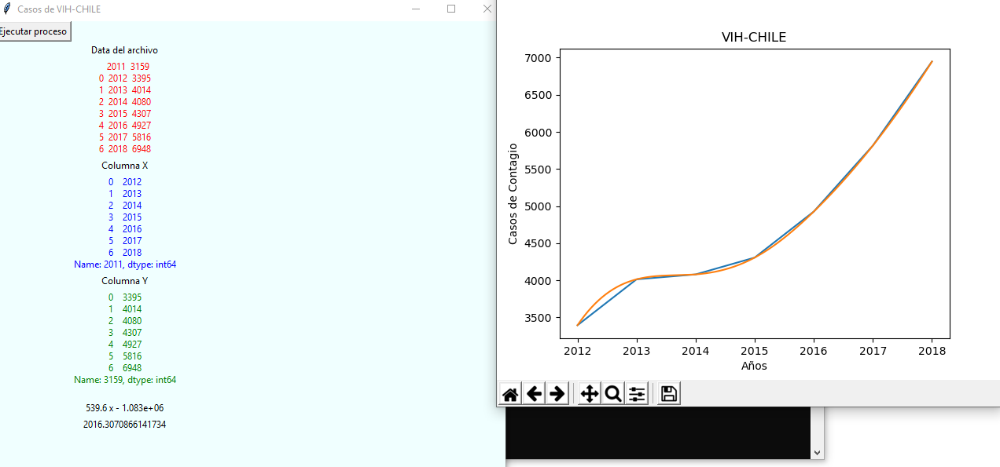 Casos de VIH-CHILE
Ejecutar proceso
Data del archivo
2011 3159
0 2012 3395
1 2013 4014
2 2014 4080
3 2015 4307
4 2016 4927
5 2017 5816
6 2018 6948
Columna X
0 2012
1 2013
2 2014
3 2015
4 2016
5 2017
6 2018
Name: 2011, dtype: int64
Columna Y
0 3395
1 4014
2 4080
3 4307
4 4927
5 5816
6 6948
Name: 3159, dtype: int64
539.6 x - 1.083e+06
2016.3070866141734
VIH-CHILE
7000
6500
6000
5500
5000
4500
4000
3500
Casos de Contagio
2012 2013 2014 2015 2016 2017 2018
Años